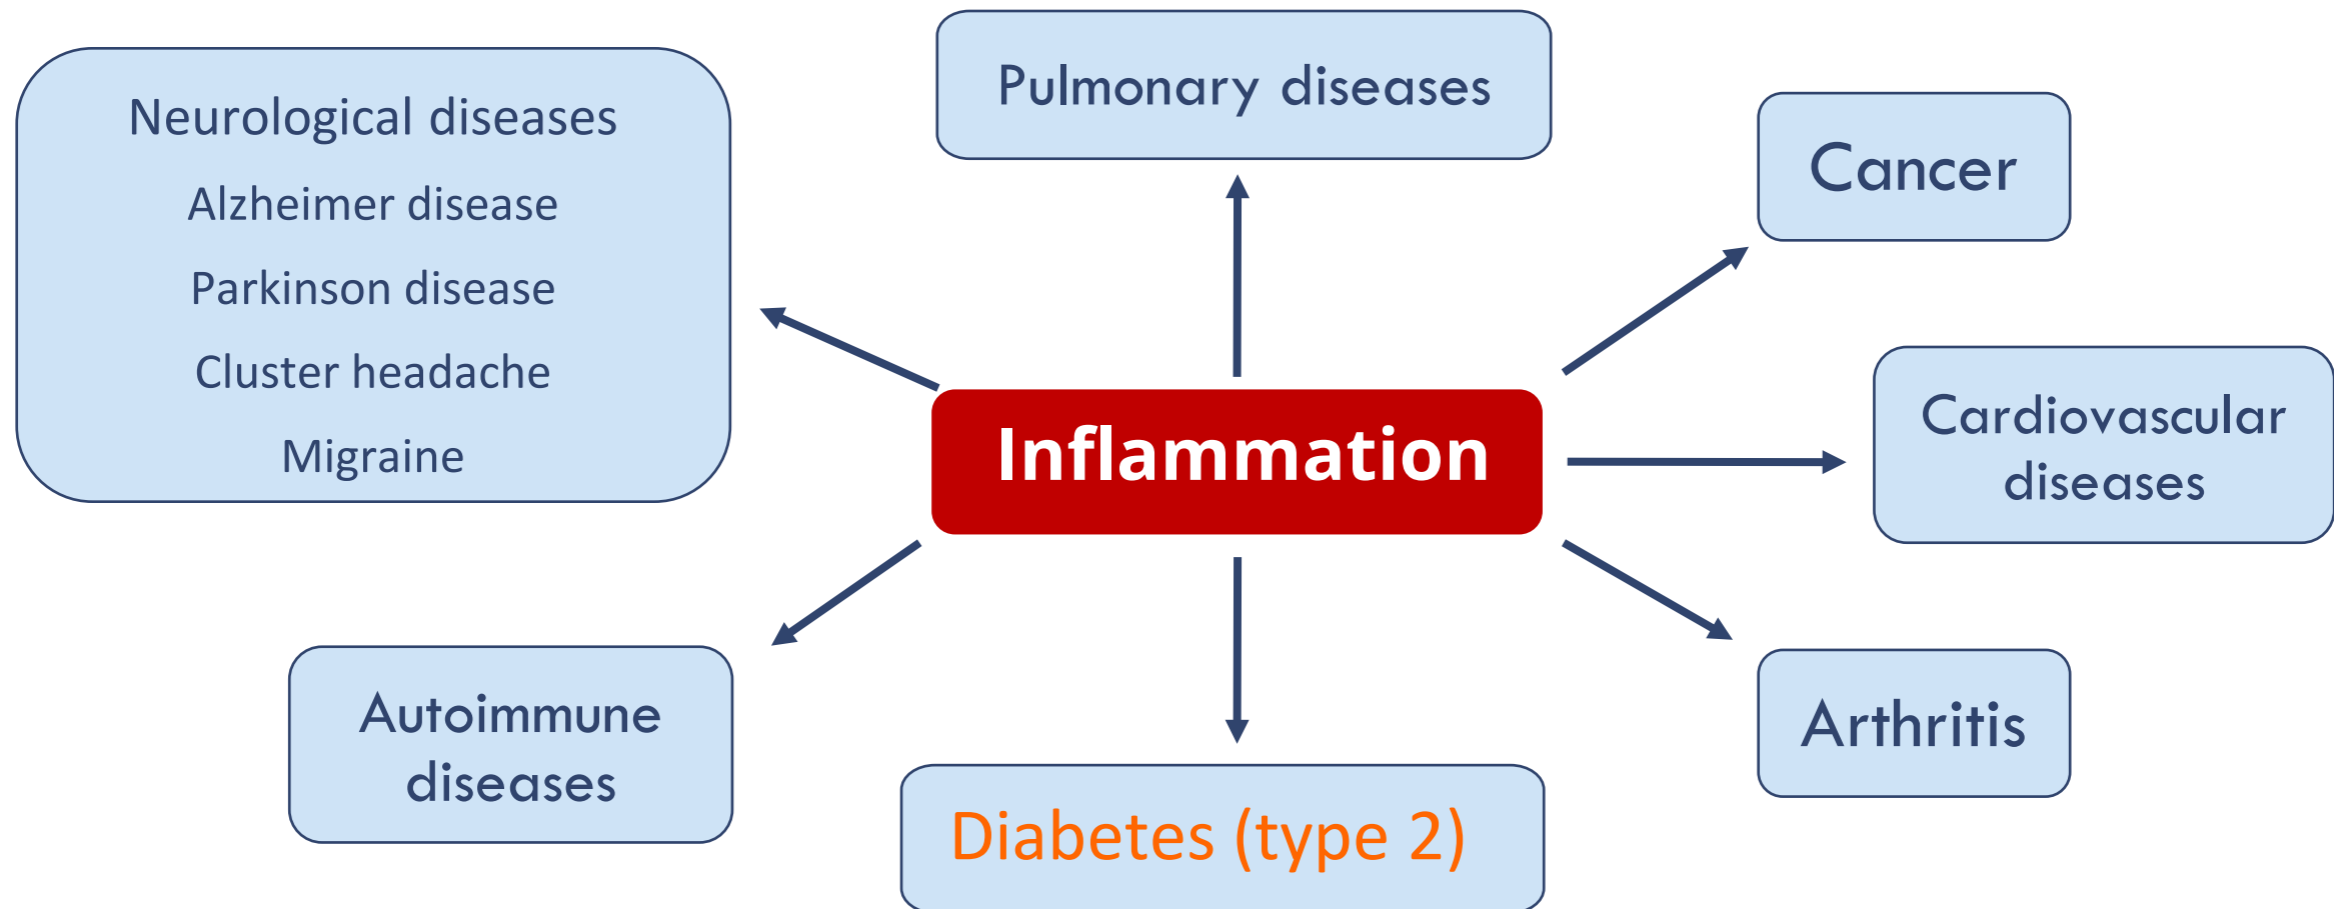 Pulmonary diseases
Neurological diseases
Alzheimer disease
Parkinson disease
Cluster headache
Migraine
Cancer
Cardiovascular
diseases
Inflammation
Autoimmune
diseases
Arthritis
Diabetes (type 2)